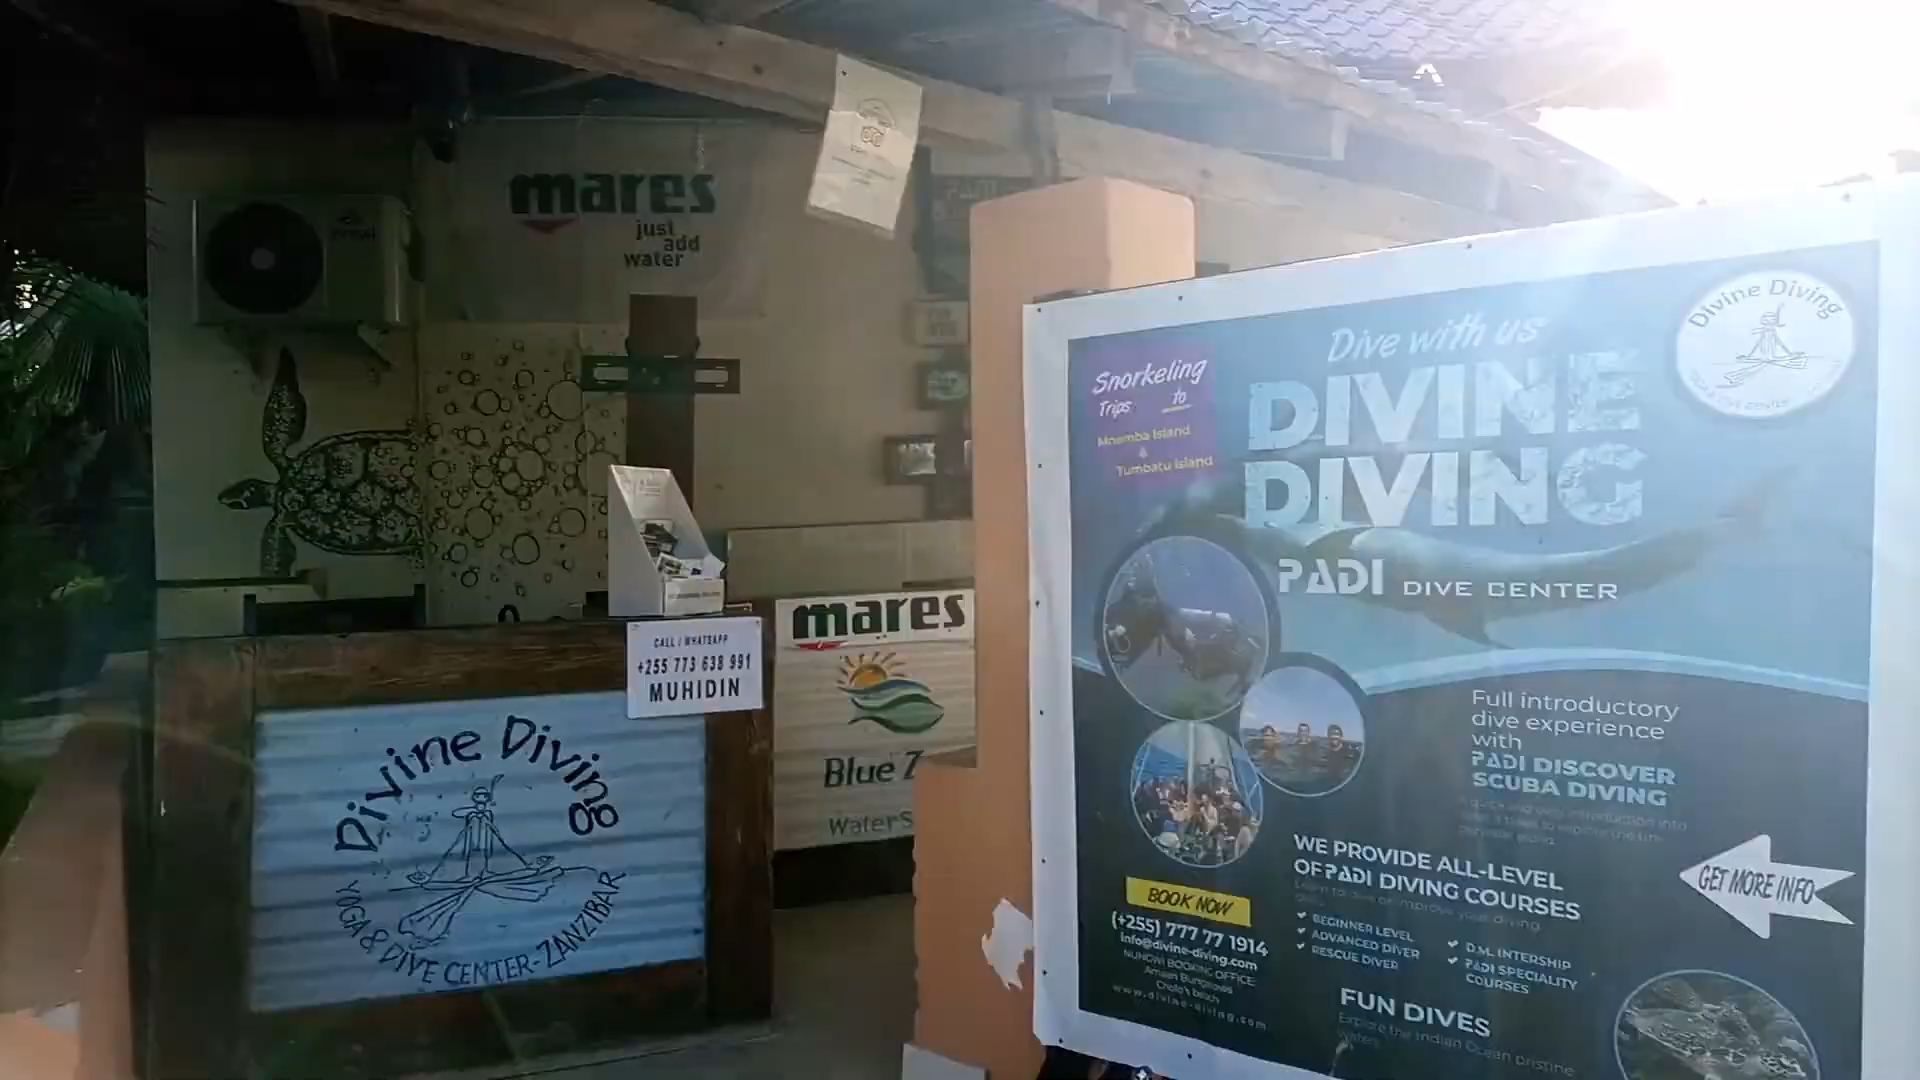 mares
just
add
water
CALL / WHATSAPP
+255 773 638 991
MUHIDIN
Divine Diving
YOGA & DIVE CENTER - ZANZIBAR
mares
Blue Z
Water S
PADI
Snorkeling
Trips to
Mnemba Island
&
Tumbatu Island
Dive with us
DIVINE
DIVING
PADI DIVE CENTER
Divine Diving
Full introductory
dive experience
with
PADI DISCOVER
SCUBA DIVING
WE PROVIDE ALL-LEVEL
OF PADI DIVING COURSES
BEGINNER LEVEL
ADVANCED DIVER
RESCUE DIVER
D.M. INTERSHIP
PADI SPECIALITY
COURSES
GET MORE INFO
BOOK NOW
(+255) 777 77 1914
info@divine-diving.com
NUNGWI BOOKING OFFICE
Amaan Bungalows
Cholo's beach
www.divine-diving.com
FUN DIVES
Explore the Indian Ocean pristine
waters